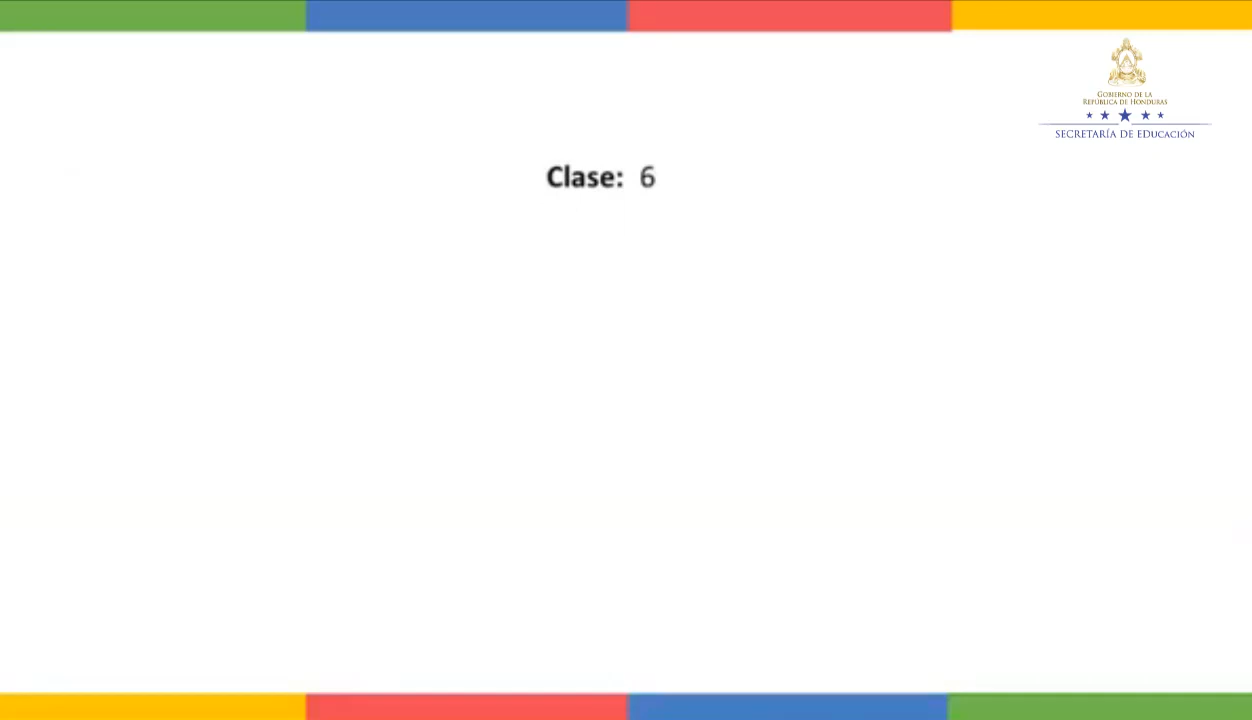 GOBIERNO DE LA
REPÚBLICA DE HONDURAS
SECRETARÍA DE EDUCACIÓN
Clase: 6